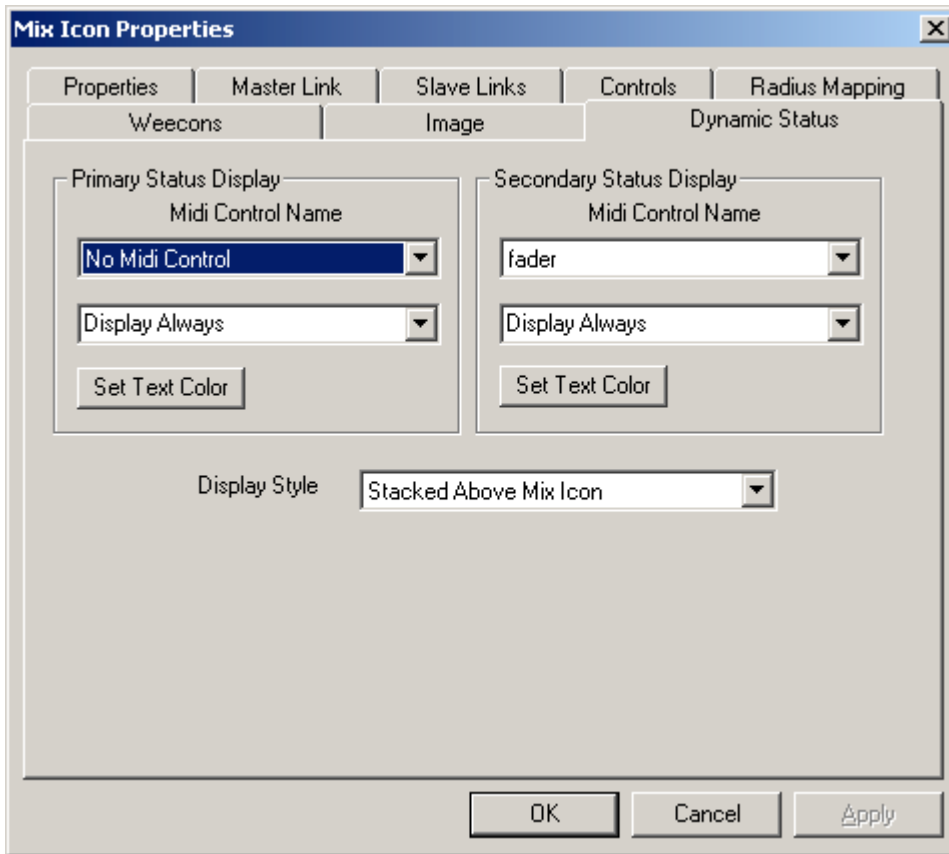 Mix Icon Properties
Properties Master Link Slave Links Controls Radius Mapping
Weecons Image Dynamic Status
Primary Status Display
Midi Control Name
No Midi Control
Display Always
Set Text Color
Secondary Status Display
Midi Control Name
fader
Display Always
Set Text Color
Display Style Stacked Above Mix Icon
OK Cancel Apply